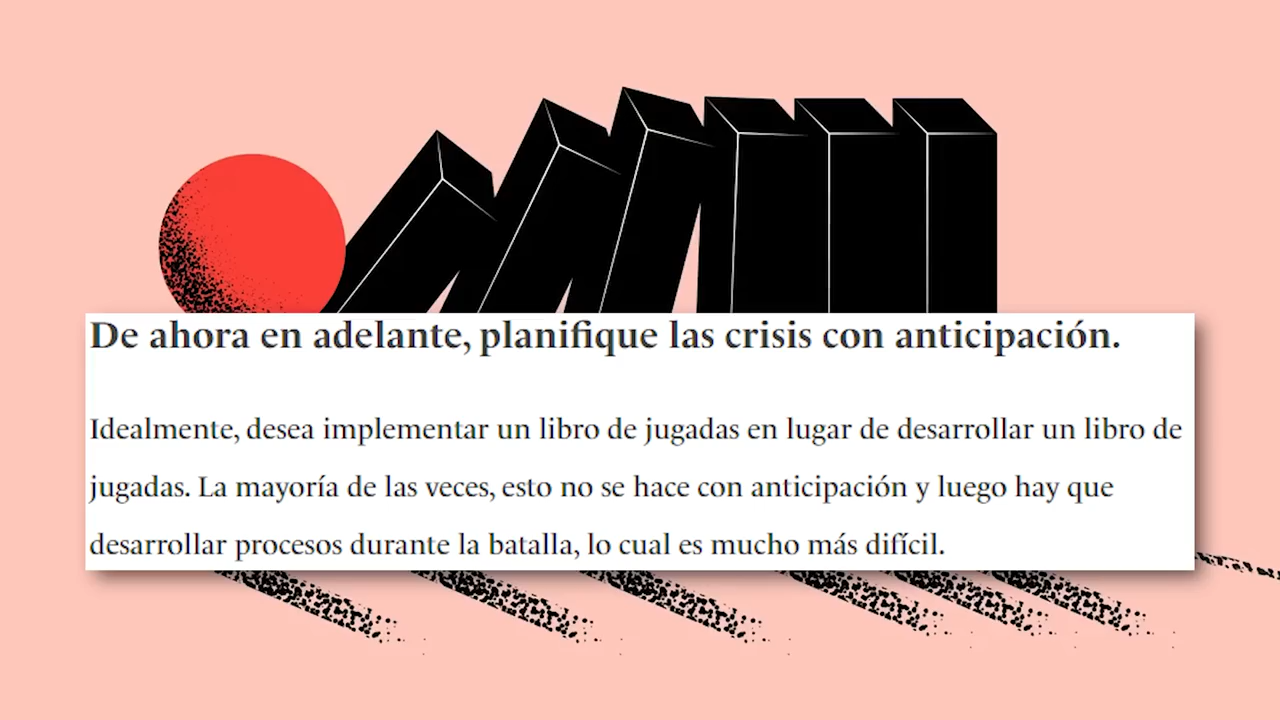 De ahora en adelante, planifique las crisis con anticipación.
Idealmente, desea implementar un libro de jugadas en lugar de desarrollar un libro de
jugadas. La mayoría de las veces, esto no se hace con anticipación y luego hay que
desarrollar procesos durante la batalla, lo cual es mucho más difícil.